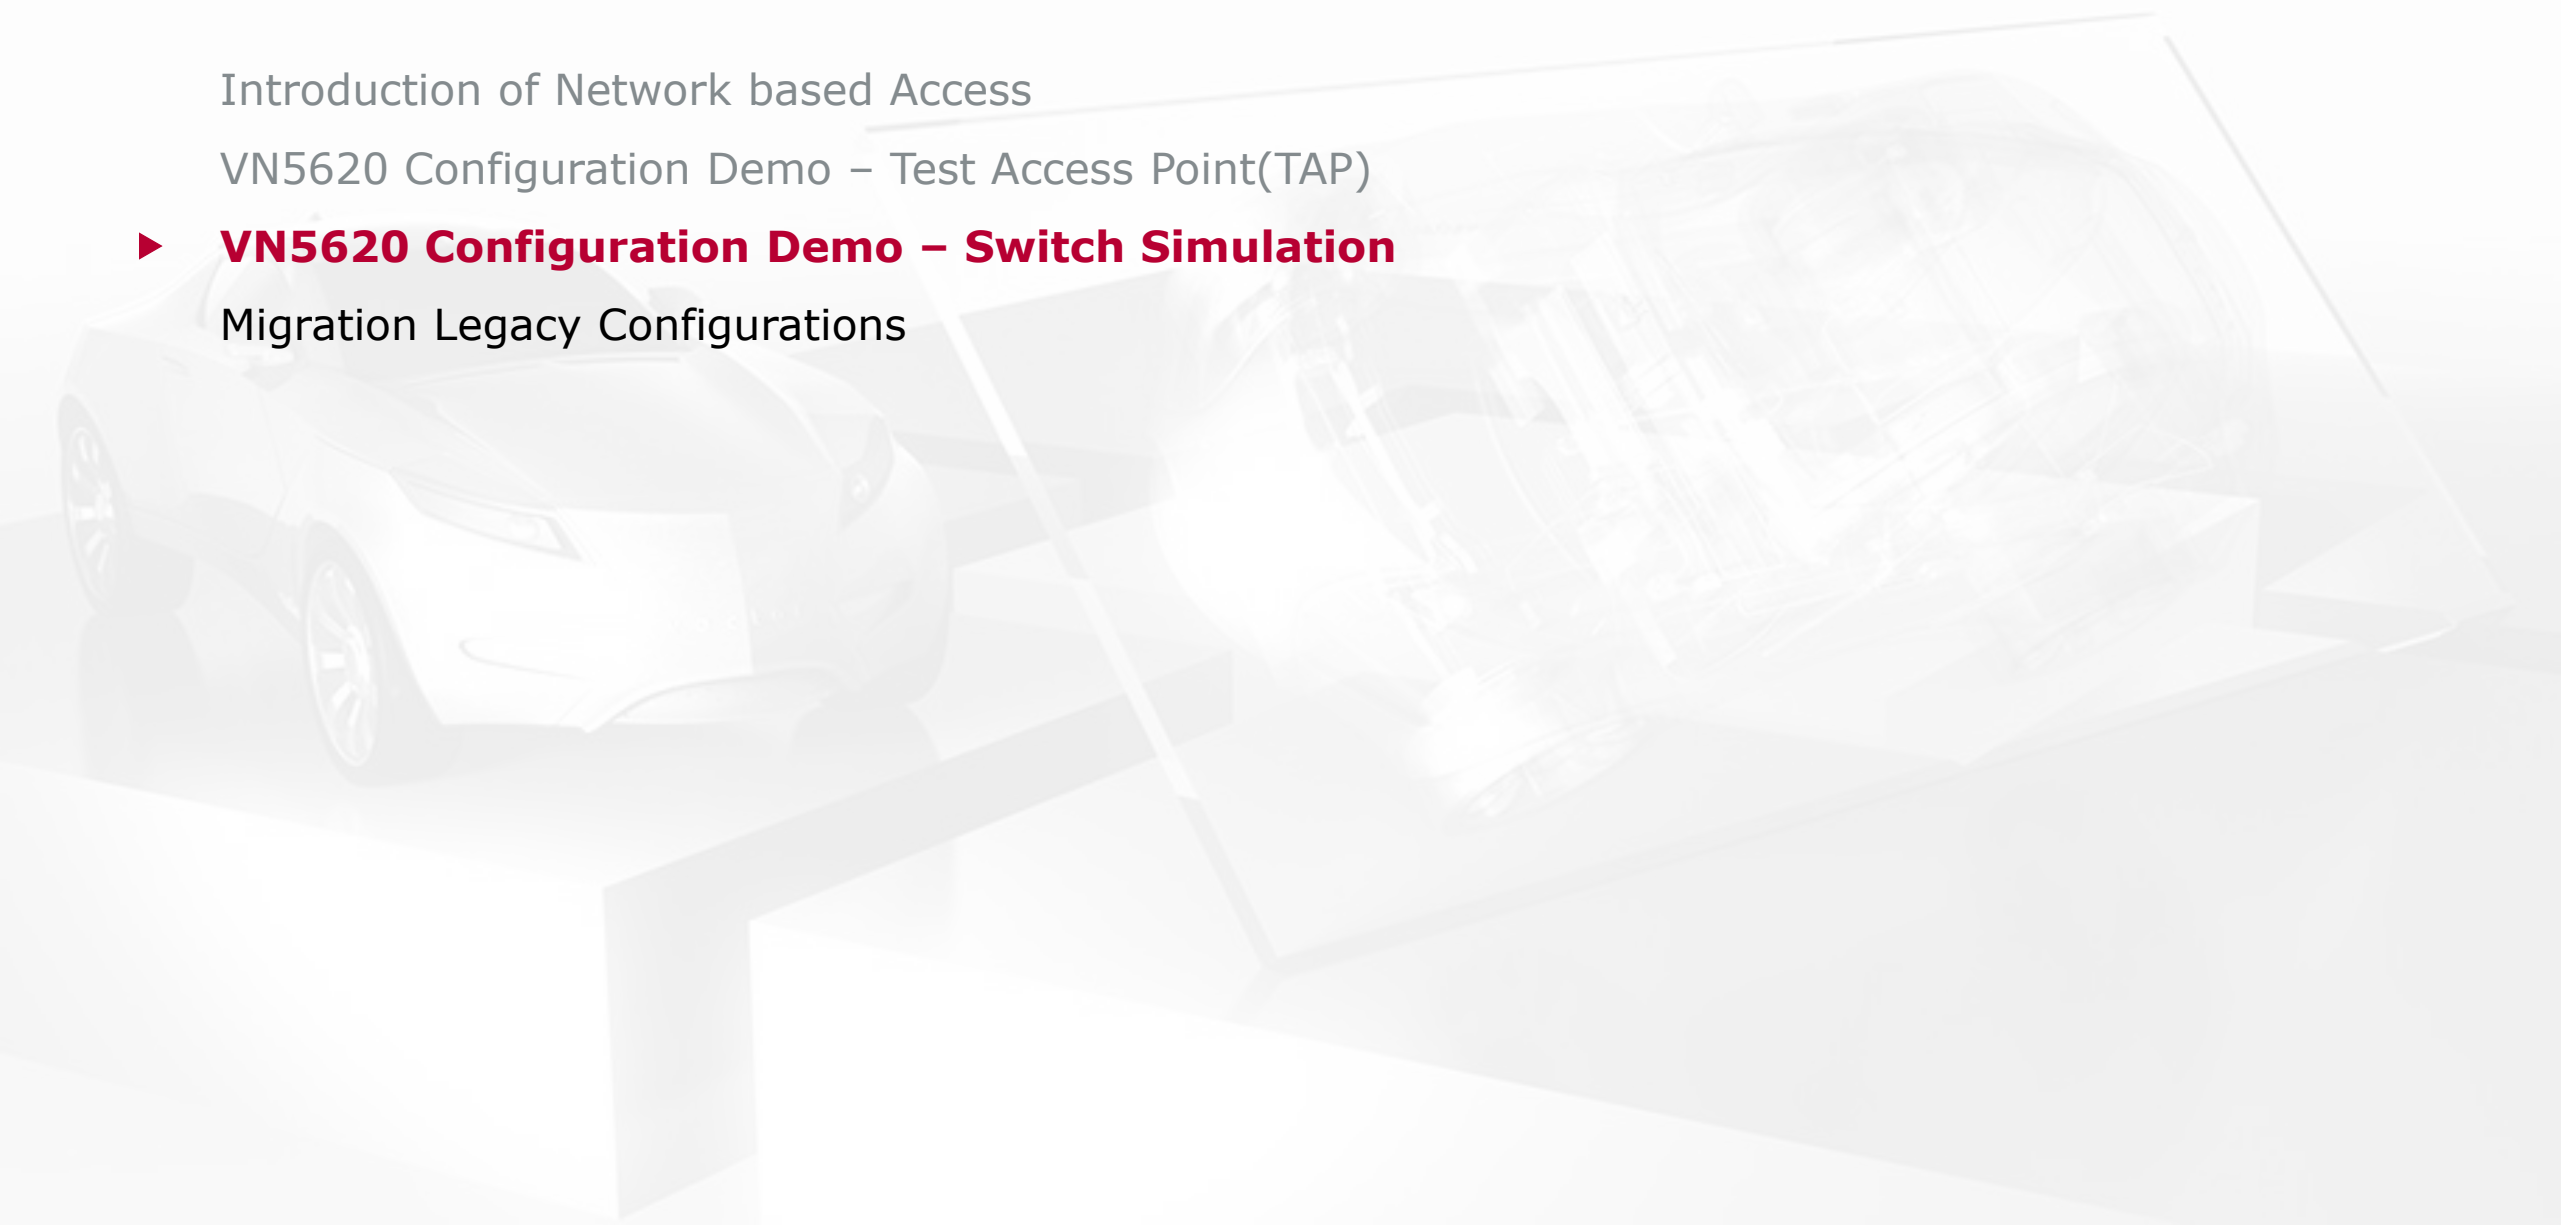 Introduction of Network based Access
VN5620 Configuration Demo – Test Access Point(TAP)
VN5620 Configuration Demo – Switch Simulation
Migration Legacy Configurations